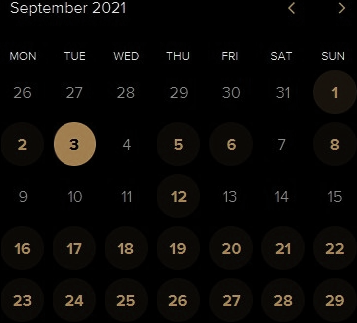 September 2021
MON TUE WED THU FRI SAT SUN
26 27 28 29 30 31 1
2 3 4 5 6 7 8
9 10 11 12 13 14 15
16 17 18 19 20 21 22
23 24 25 26 27 28 29